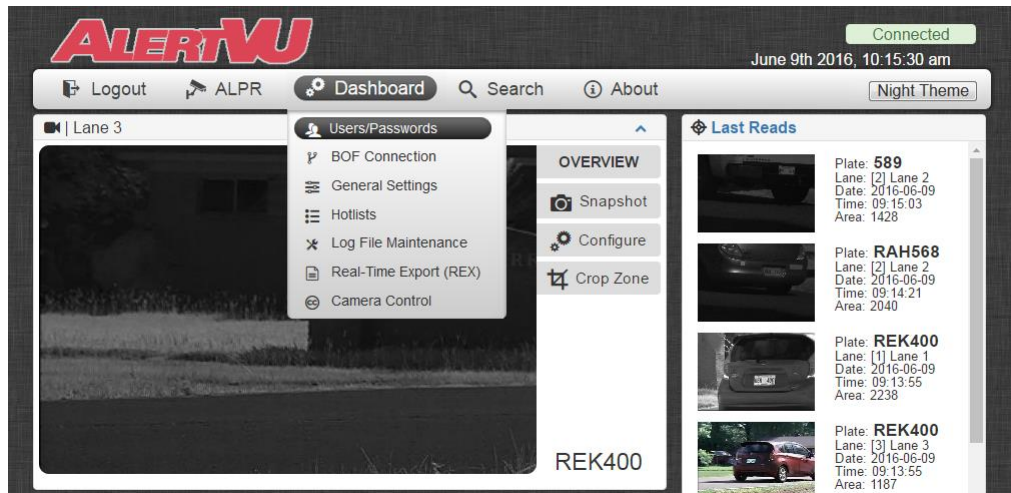 ALERTVU
Connected
June 9th 2016, 10:15:30 am
Logout
ALPR
Dashboard
Search
About
Night Theme
| Lane 3
Users/Passwords
BOF Connection
General Settings
Hotlists
Log File Maintenance
Real-Time Export (REX)
Camera Control
OVERVIEW
Snapshot
Configure
Crop Zone
REK400
Last Reads
Plate: 589
Lane: [2] Lane 2
Date: 2016-06-09
Time: 09:15:03
Area: 1428
Plate: RAH568
Lane: [2] Lane 2
Date: 2016-06-09
Time: 09:14:21
Area: 2040
Plate: REK400
Lane: [1] Lane 1
Date: 2016-06-09
Time: 09:13:55
Area: 2238
Plate: REK400
Lane: [3] Lane 3
Date: 2016-06-09
Time: 09:13:55
Area: 1187